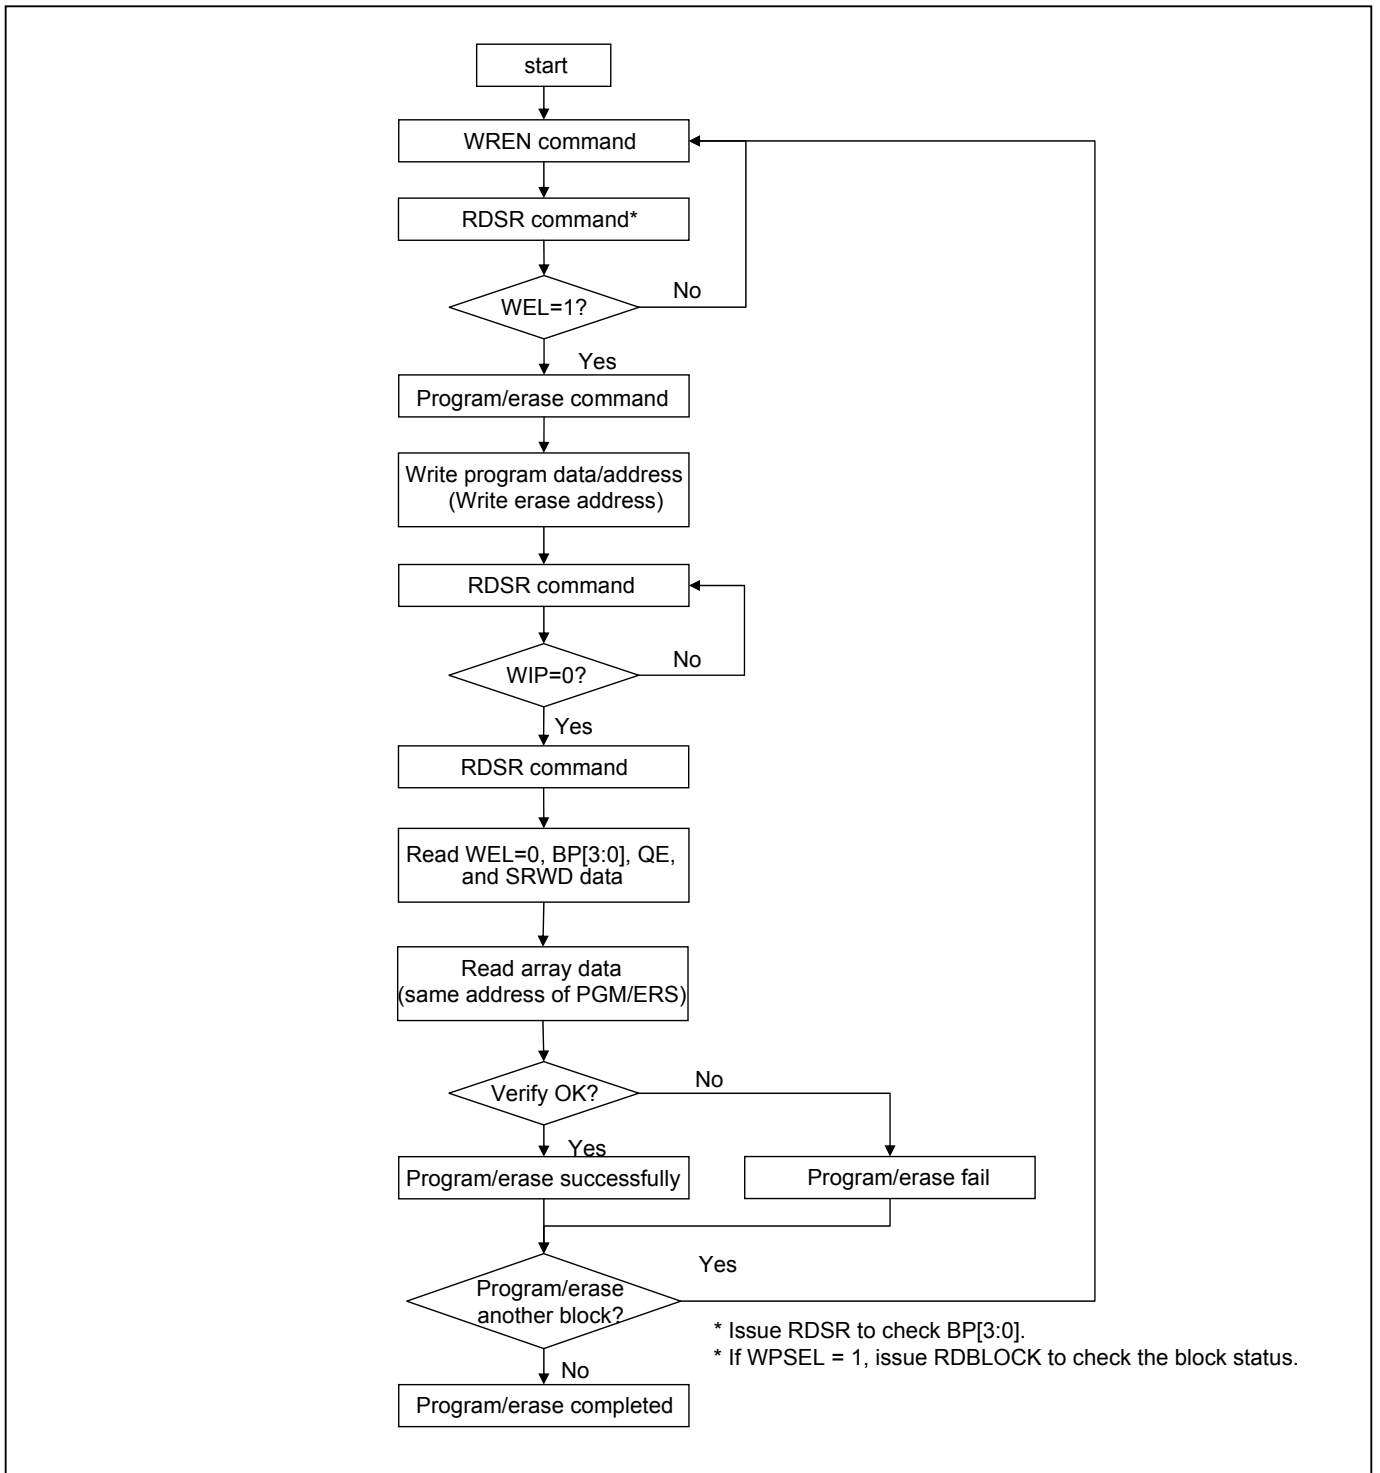 start
WREN command
RDSR command*
WEL=1?
No
Yes
Program/erase command
Write program data/address
(Write erase address)
RDSR command
WIP=0?
No
Yes
RDSR command
Read WEL=0, BP[3:0], QE,
and SRWD data
Read array data
(same address of PGM/ERS)
Verify OK?
No
Yes
Program/erase successfully
Program/erase fail
Yes
Program/erase
another block?
* Issue RDSR to check BP[3:0].
* If WPSEL = 1, issue RDBLOCK to check the block status.
No
Program/erase completed